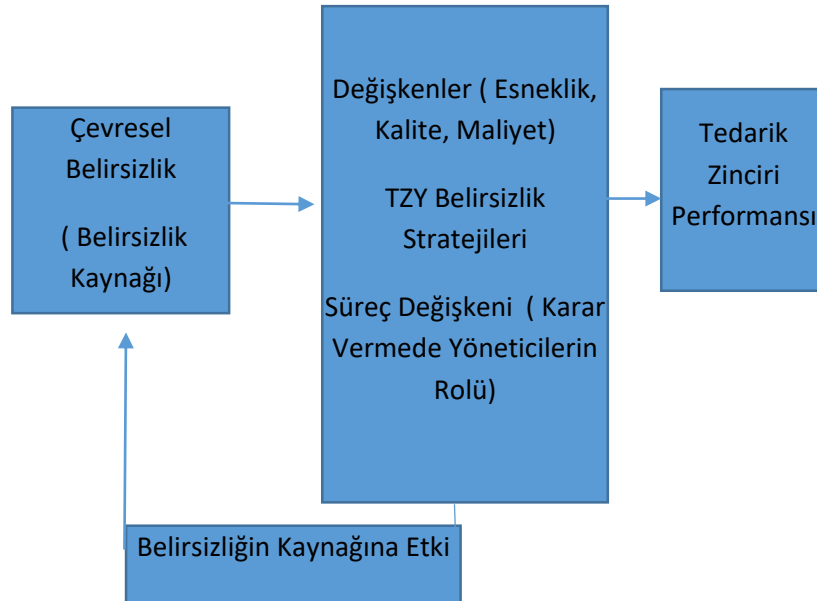 Çevresel
Belirsizlik
( Belirsizlik
Kaynağı)
Değişkenler ( Esneklik,
Kalite, Maliyet)
TZY Belirsizlik
Stratejileri
Süreç Değişkeni ( Karar
Vermede Yöneticilerin
Rolü)
Tedarik
Zinciri
Performansı
Belirsizliğin Kaynağına Etki